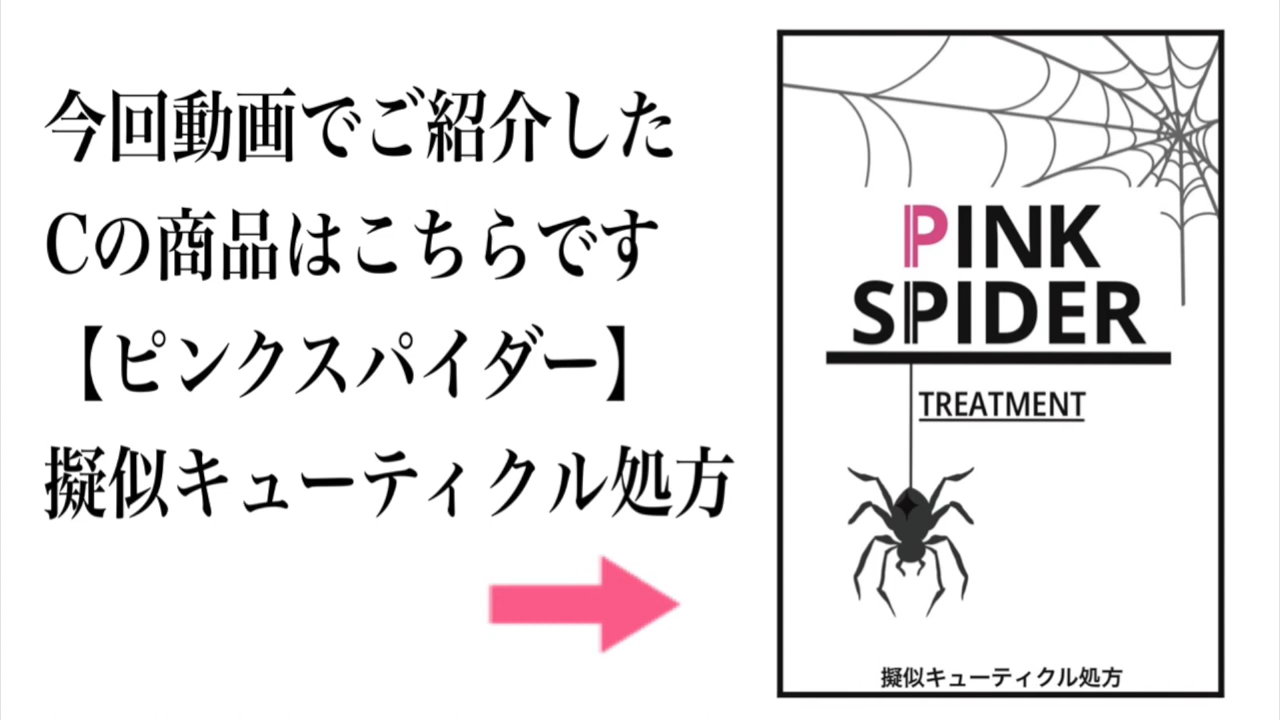 今回動画でご紹介した
Cの商品はこちらです
【ピンクスパイダー】
擬似キューティクル処方
PINK
SPIDER
TREATMENT
擬似キューティクル処方